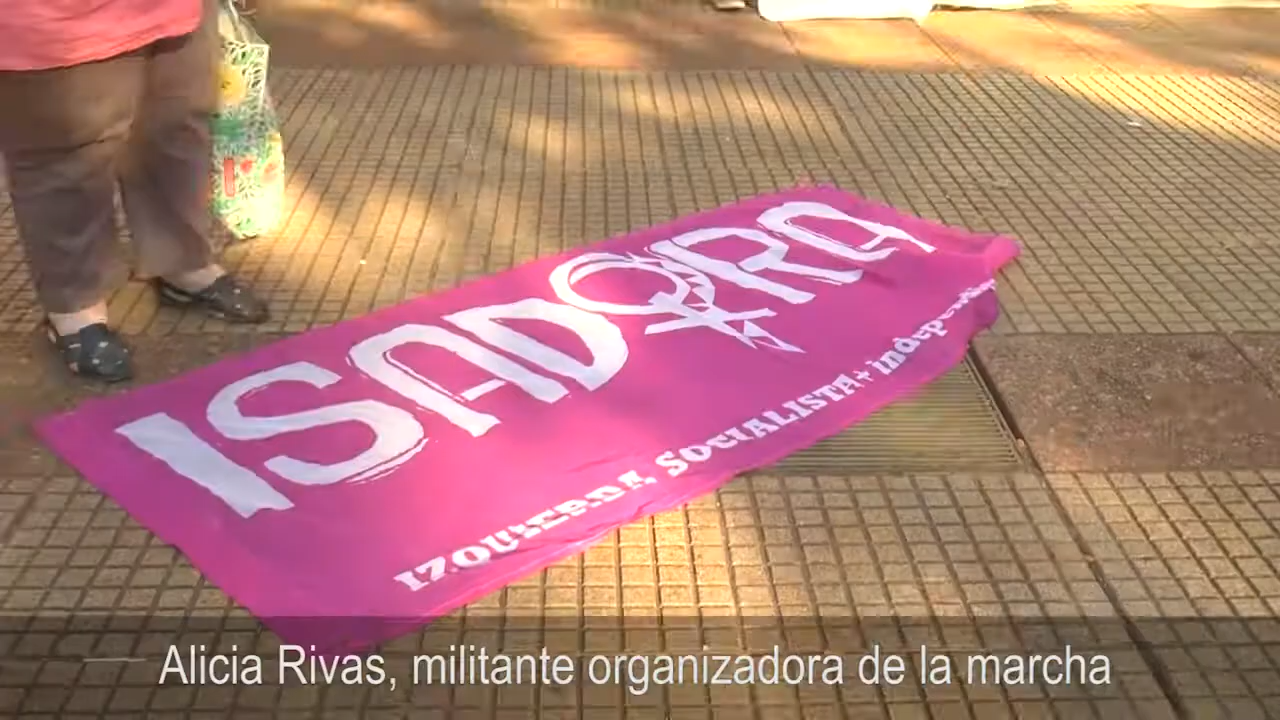 ISADORA
IZQUIERDA SOCIALISTA+
Alicia Rivas, militante organizadora de la marcha